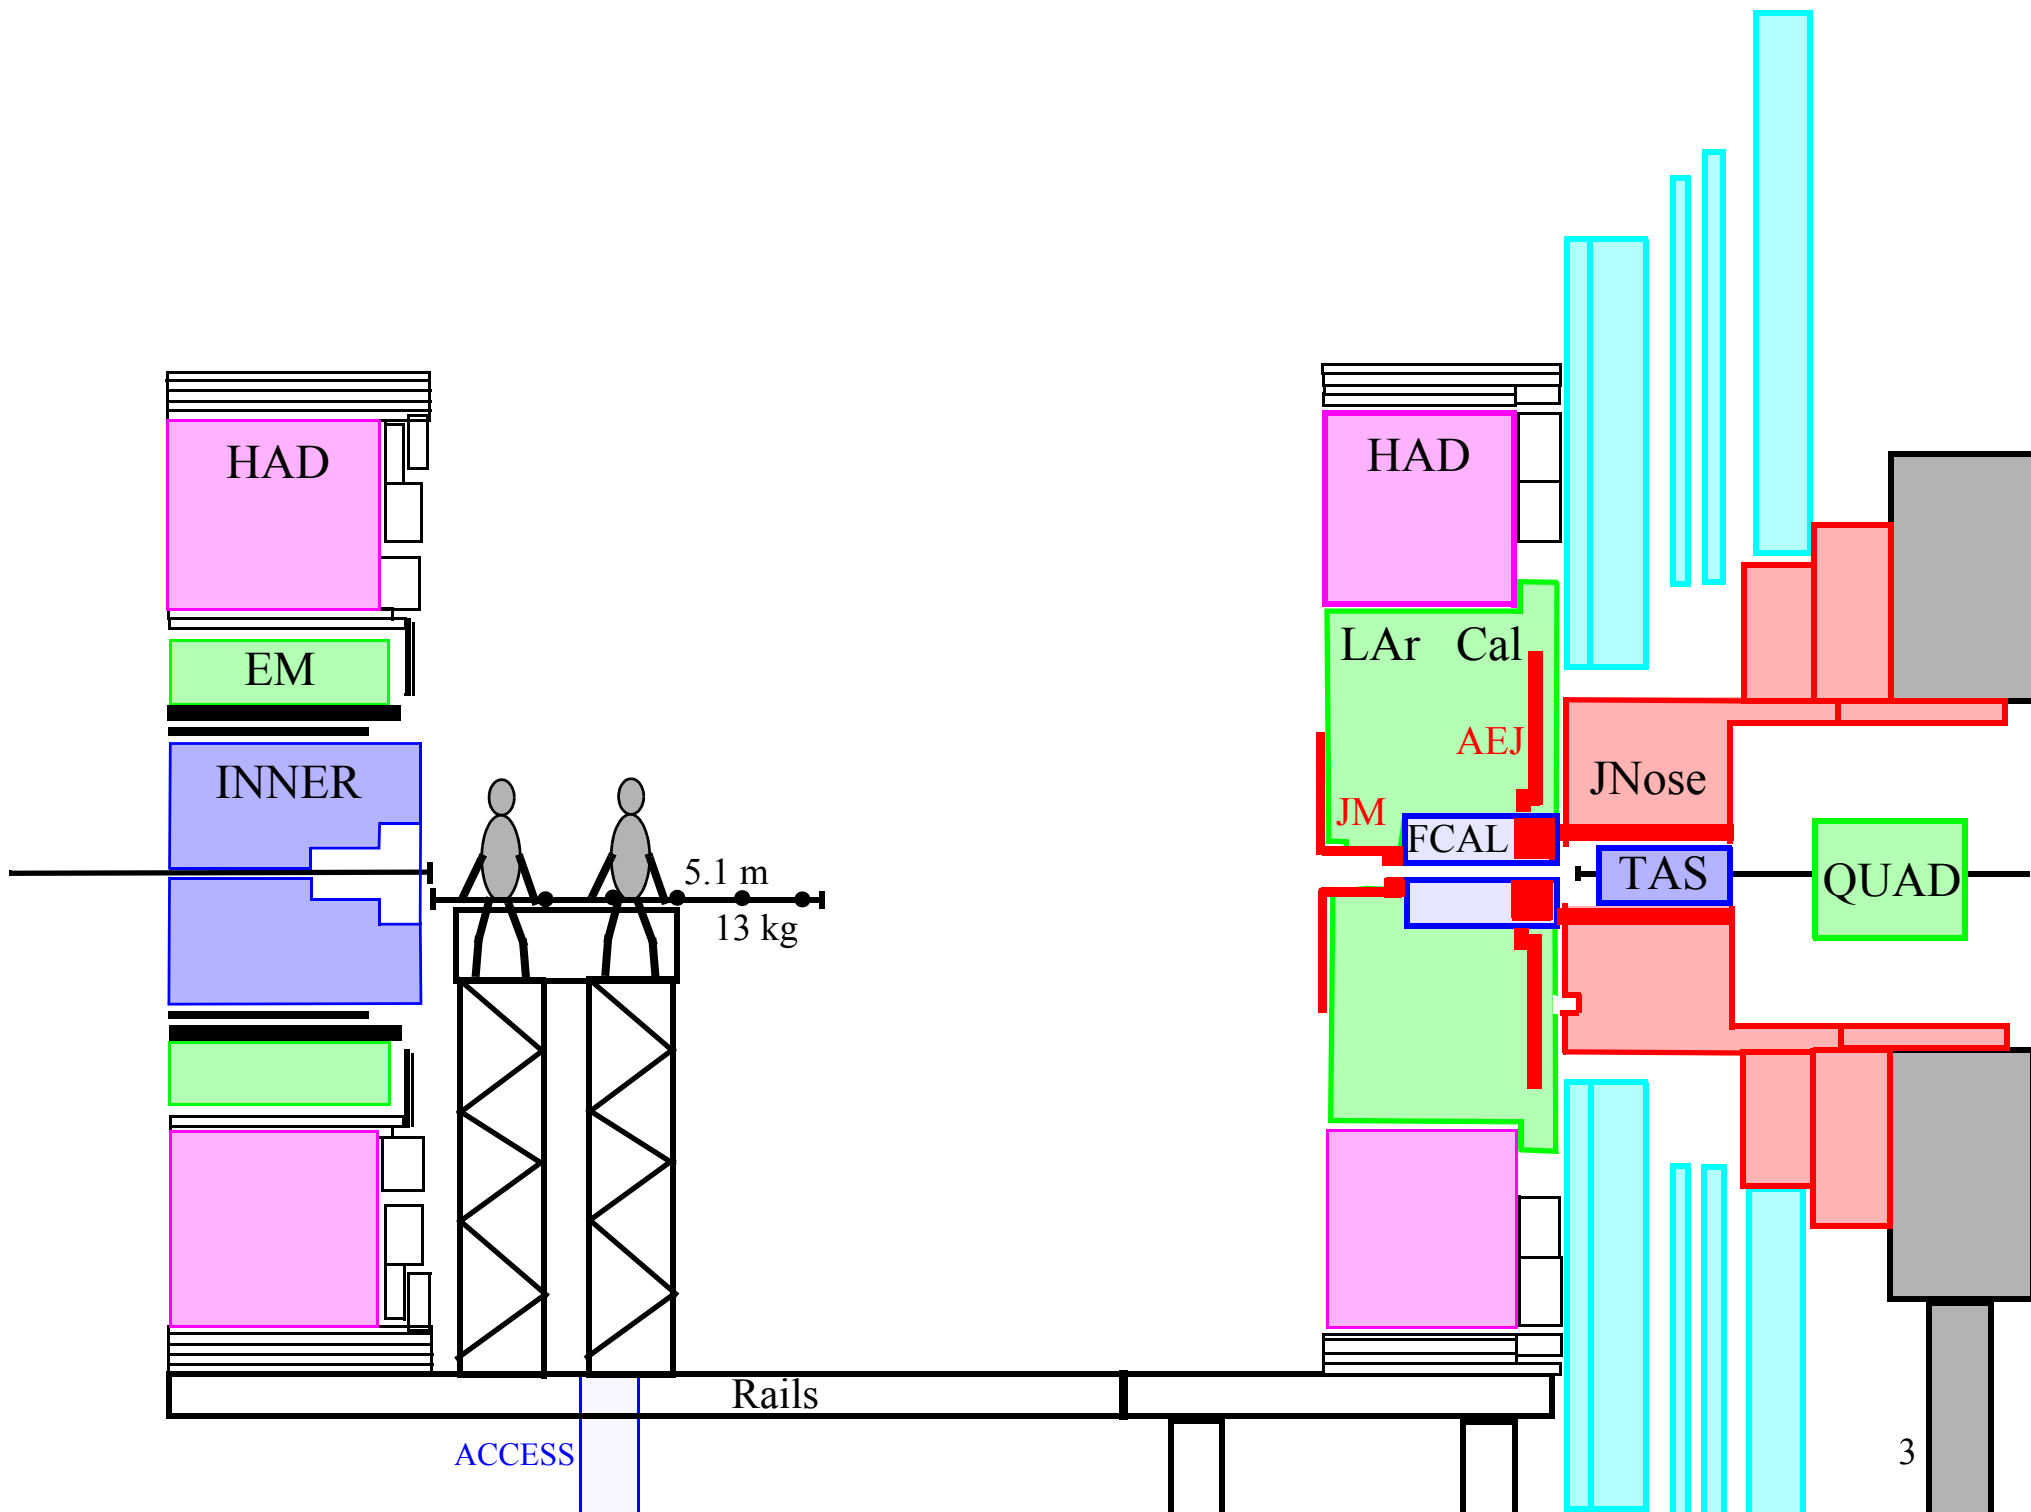 HAD
HAD
EM
LAr Cal
AEJ
INNER
JNose
JM
FCAL
5.1 m
TAS
QUAD
13 kg
Rails
ACCESS
3